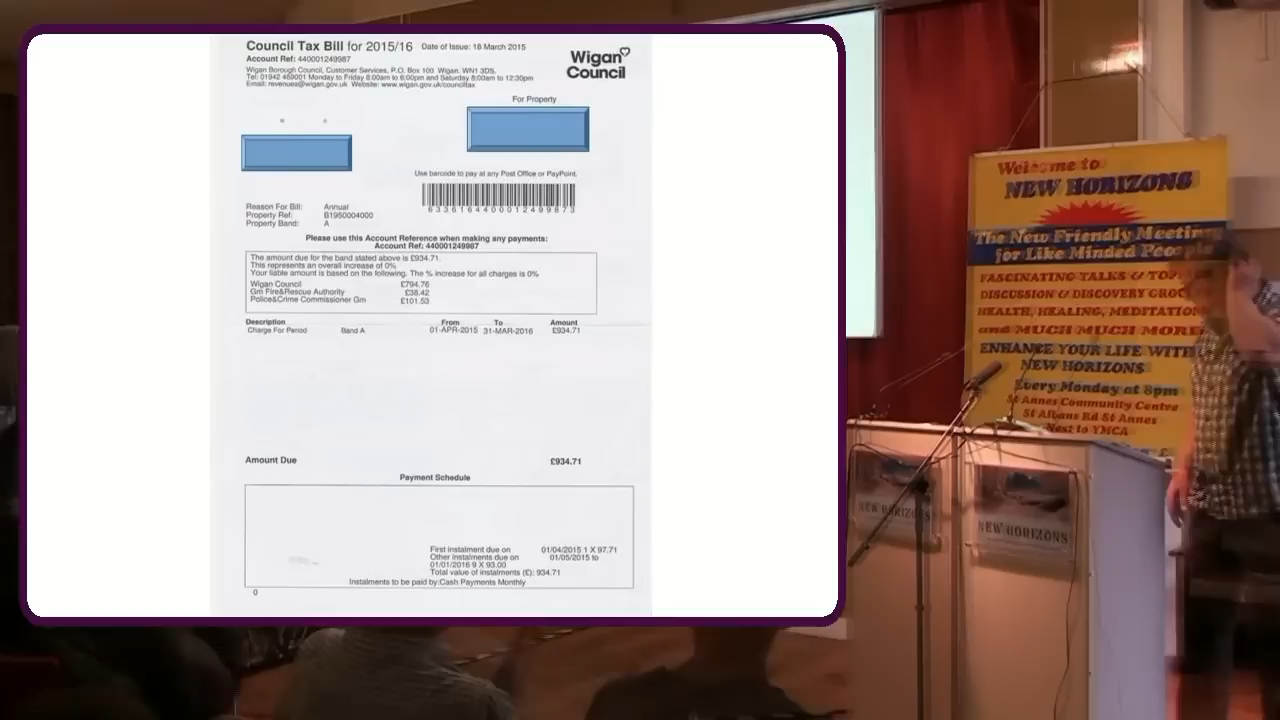 Council Tax Bill for 2015/16 Date of Issue: 18 March 2015
Account Ref: 440001249987
Wigan Borough Council, Customer Services, P.O. Box 100, Wigan, WN1 3DS.
Tel: 01942 489001 Monday to Friday 8:00am to 6:00pm and Saturday 8:00am to 12:30pm
Email: revenues@wigan.gov.uk Website: www.wigan.gov.uk/counciltax
Wigan
Council
For Property
Use barcode to pay at any Post Office or PayPoint.
6336164400012499873
Reason For Bill: Annual
Property Ref: B1950004000
Property Band: A
Please use this Account Reference when making any payments:
Account Ref: 440001249987
The amount due for the band stated above is £934.71.
This represents an overall increase of 0%
Your liable amount is based on the following. The % increase for all charges is 0%
Wigan Council £794.76
Gm Fire&Rescue Authority £38.42
Police&Crime Commissioner Gm £101.53
Description From To Amount
Charge For Period Band A 01-APR-2015 31-MAR-2016 £934.71
Amount Due £934.71
Payment Schedule
First instalment due on 01/04/2015 1 X 97.71
Other instalments due on 01/05/2015 to
01/01/2016 9 X 93.00
Total value of instalments (£): 934.71
Instalments to be paid by:Cash Payments Monthly
0
Welcome to
NEW HORIZONS
The New Friendly Meeting
for Like Minded People
FASCINATING TALKS &
DISCUSSION & DISCOVERY
HEALTH, HEALING, MEDITATION
and MUCH MUCH MORE
ENHANCE YOUR LIFE WITH
NEW HORIZONS
Every Monday at 8pm
St Annes Community Centre
St Albans Rd St Annes
Next to YMCA
NEW HORIZONS
NEW HORIZONS